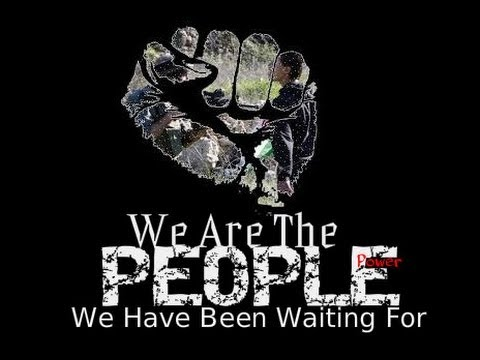 We Are The
PEOPLE
Power
We Have Been Waiting For